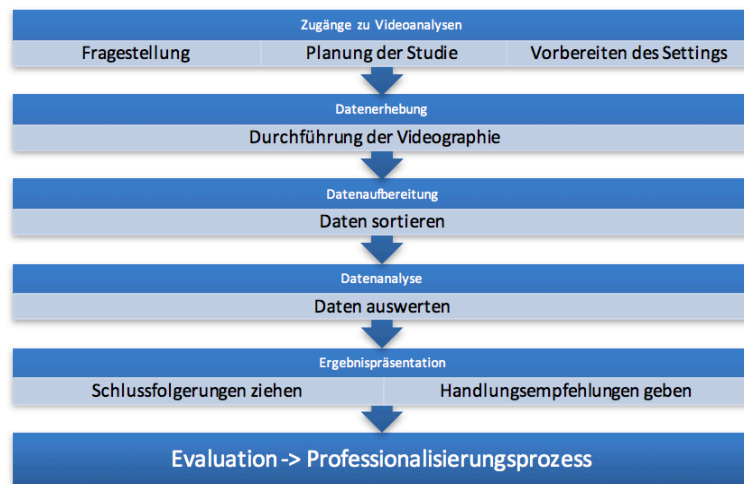 Zugänge zu Videoanalysen
Fragestellung Planung der Studie Vorbereiten des Settings
Datenerhebung
Durchführung der Videographie
Datenaufbereitung
Daten sortieren
Datenanalyse
Daten auswerten
Ergebnispräsentation
Schlussfolgerungen ziehen Handlungsempfehlungen geben
Evaluation -> Professionalisierungsprozess